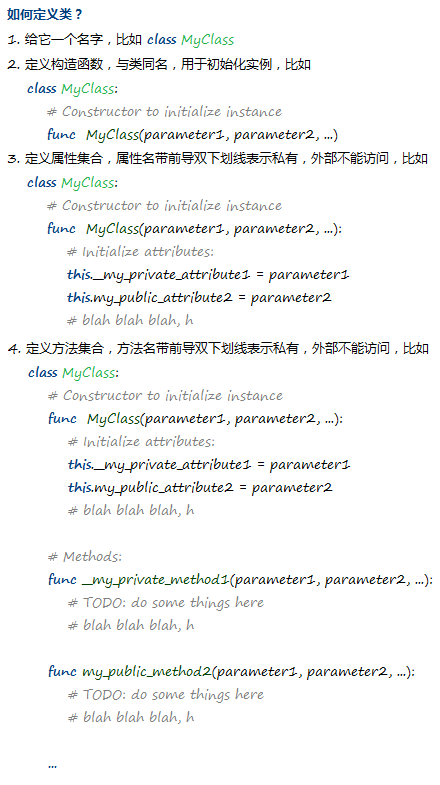 如何定义类？
1. 给它一个名字，比如 class MyClass
2. 定义构造函数，与类同名，用于初始化实例，比如
class MyClass:
# Constructor to initialize instance
func MyClass(parameter1, parameter2, ...)
3. 定义属性集合，属性名带前导双下划线表示私有，外部不能访问，比如
class MyClass:
# Constructor to initialize instance
func MyClass(parameter1, parameter2, ...):
# Initialize attributes:
this.__my_private_attribute1 = parameter1
this.my_public_attribute2 = parameter2
# blah blah blah, h
4. 定义方法集合，方法名带前导双下划线表示私有，外部不能访问，比如
class MyClass:
# Constructor to initialize instance
func MyClass(parameter1, parameter2, ...):
# Initialize attributes:
this.__my_private_attribute1 = parameter1
this.my_public_attribute2 = parameter2
# blah blah blah, h
# Methods:
func __my_private_method1(parameter1, parameter2, ...):
# TODO: do some things here
# blah blah blah, h
func my_public_method2(parameter1, parameter2, ...):
# TODO: do some things here
# blah blah blah, h
...